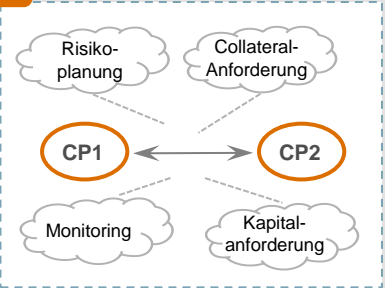 Risiko-
planung
Collateral-
Anforderung
CP1
CP2
Monitoring
Kapital-
anforderung